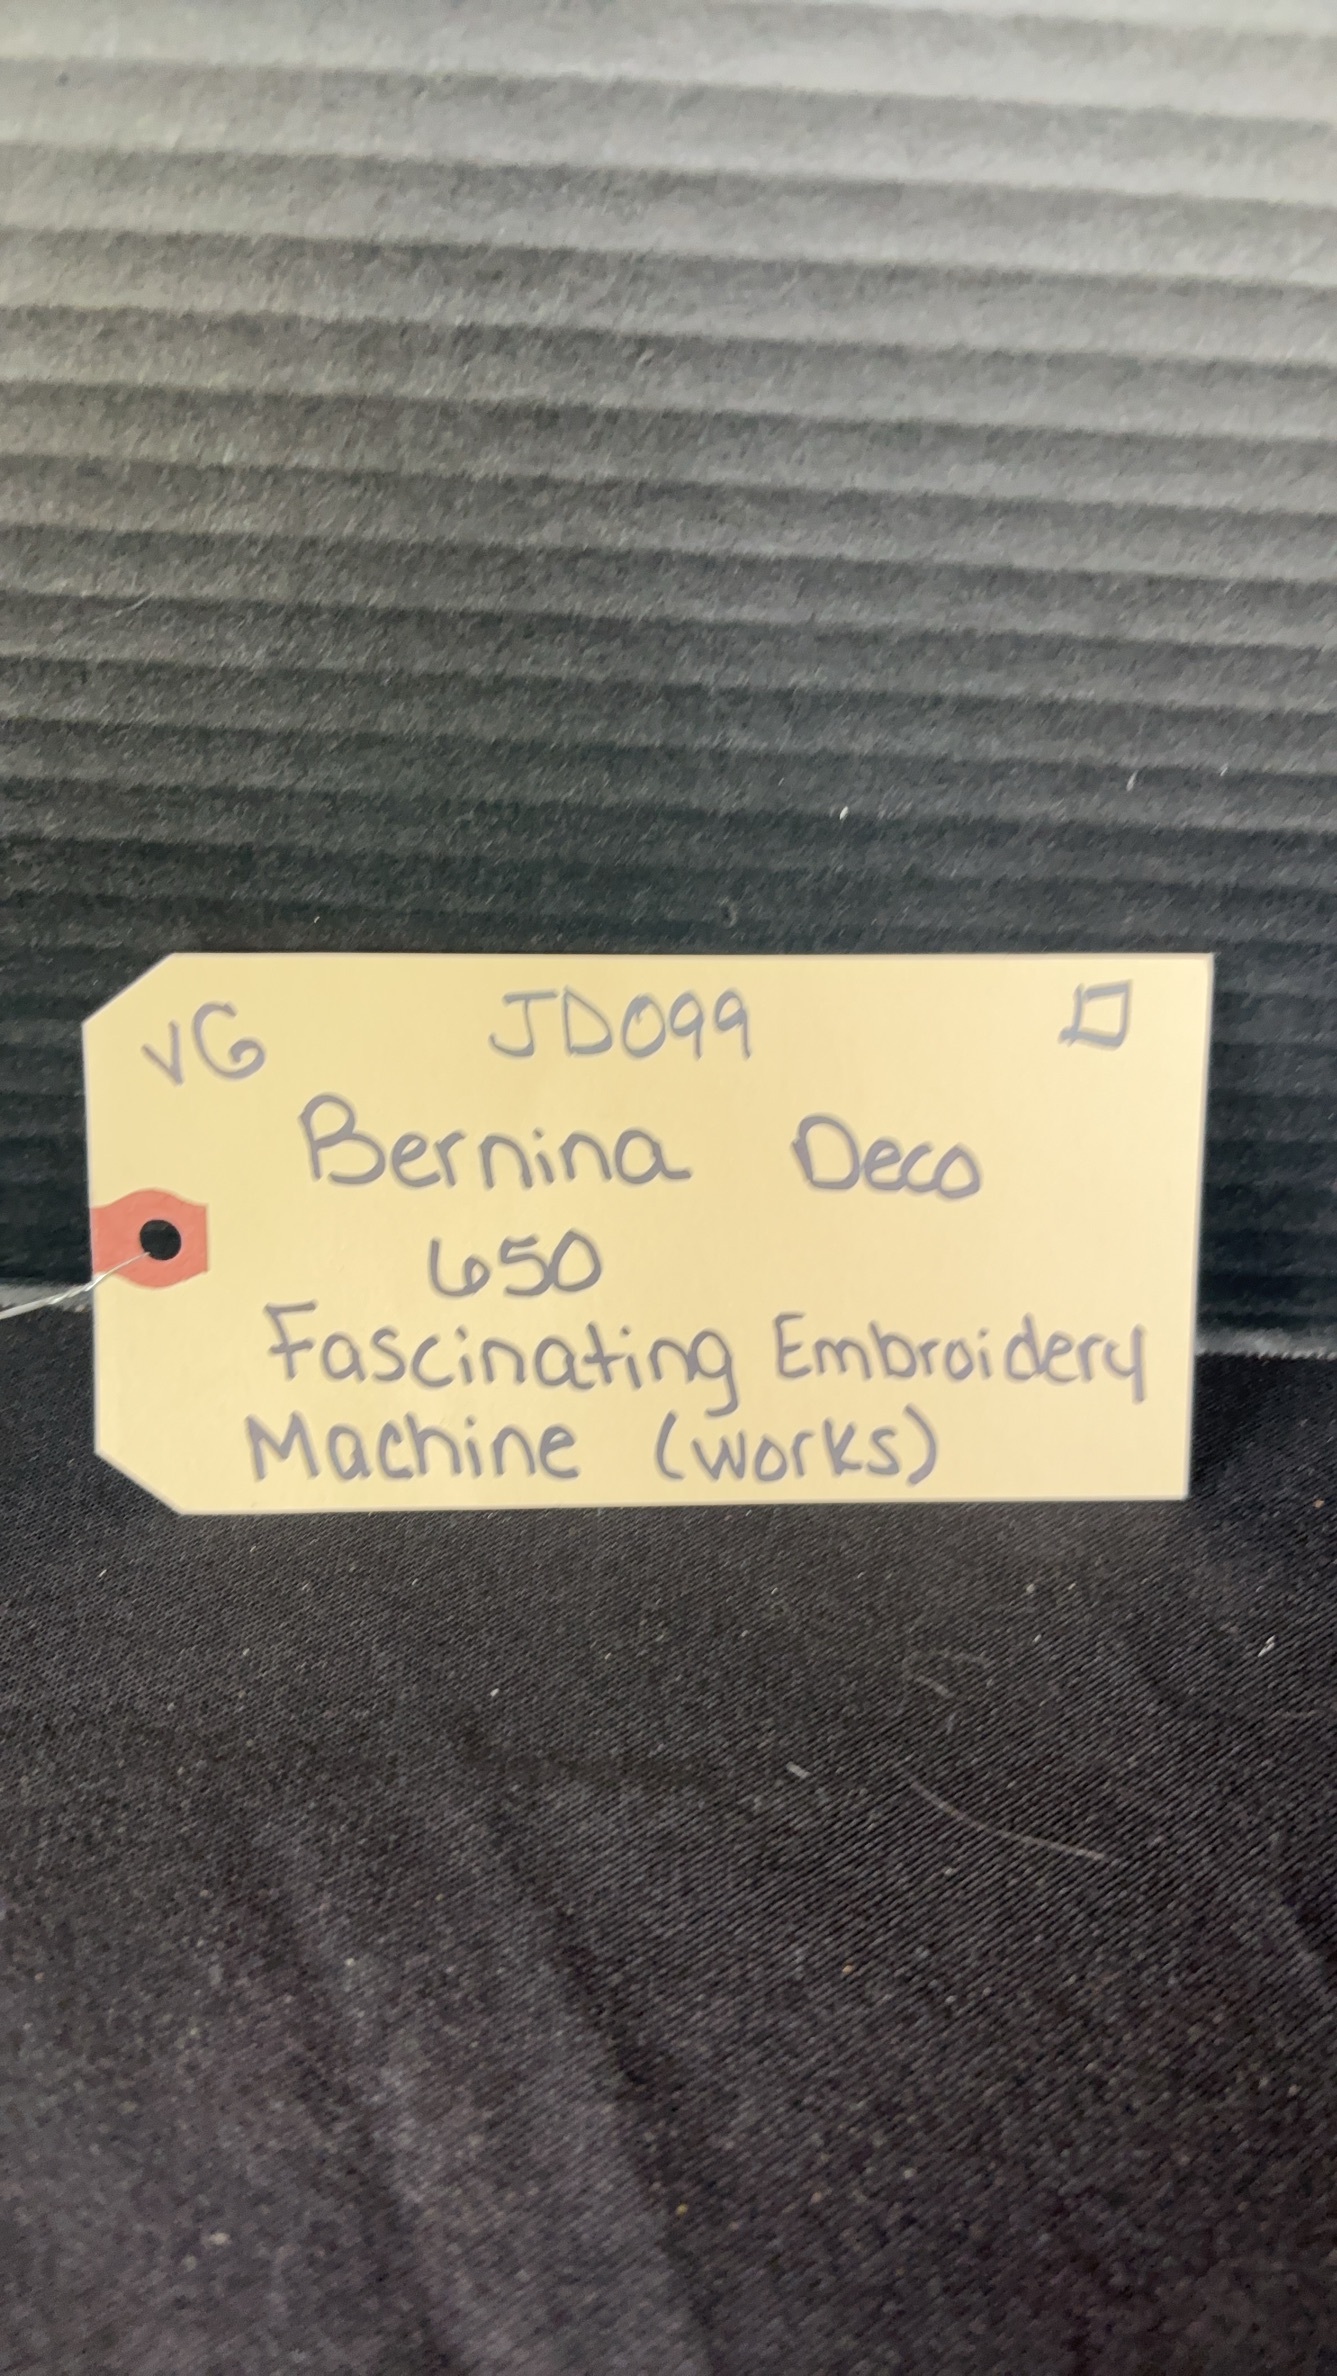 VG JD099 □
Bernina Deco
650
Fascinating Embroidery
Machine (works)